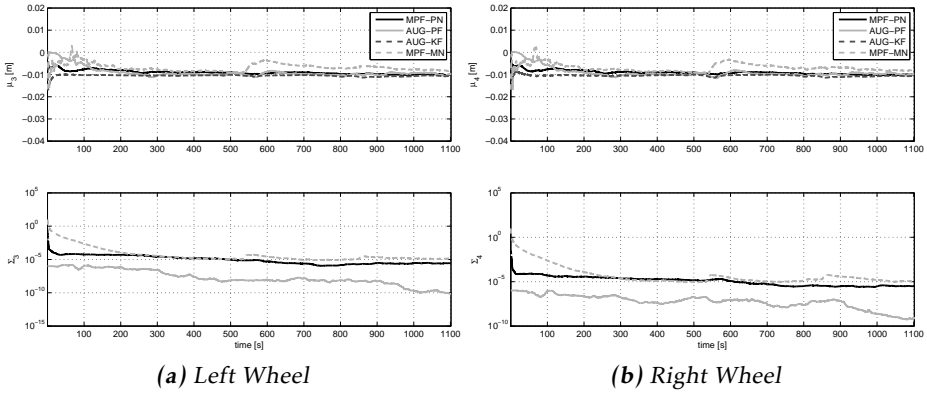 0.02
0.01
0
−0.01
−0.02
−0.03
−0.04
μ3 [m]
100 200 300 400 500 600 700 800 900 1000 1100
MPF−PN
AUG−PF
AUG−KF
MPF−MN
0.02
0.01
0
−0.01
−0.02
−0.03
−0.04
μ4 [m]
100 200 300 400 500 600 700 800 900 1000 1100
MPF−PN
AUG−PF
AUG−KF
MPF−MN
10^5
10^0
10^−5
10^−10
10^−15
Σ3
100 200 300 400 500 600 700 800 900 1000 1100
time [s]
10^5
10^0
10^−5
10^−10
Σ4
100 200 300 400 500 600 700 800 900 1000 1100
time [s]
(a) Left Wheel
(b) Right Wheel